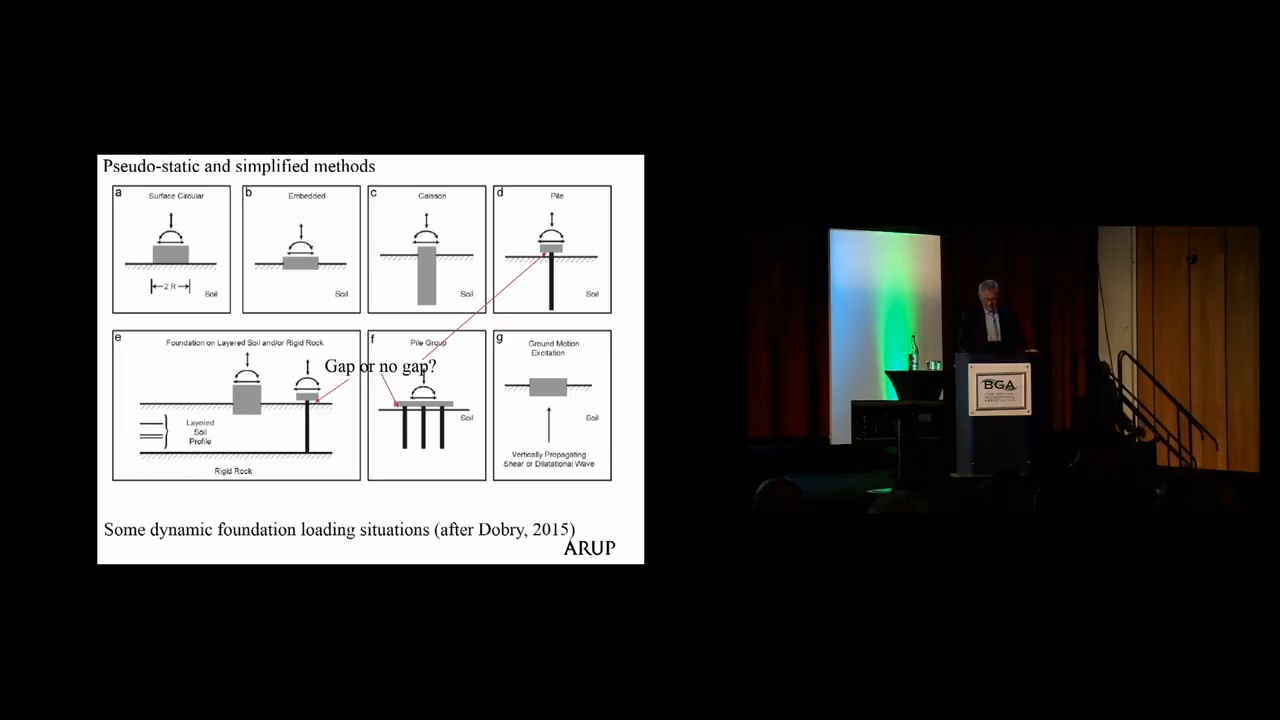 Pseudo-static and simplified methods
a
Surface Circular
2 R
Soil
b
Embedded
Soil
c
Caisson
Soil
d
Pile
Soil
e
Foundation on Layered Soil and/or Rigid Rock
Layered
Soil
Profile
Rigid Rock
Gap or no gap?
f
Pile Group
Soil
g
Ground Motion
Excitation
Soil
Vertically Propagating
Shear or Dilatational Wave
Some dynamic foundation loading situations (after Dobry, 2015)
ARUP
BGA